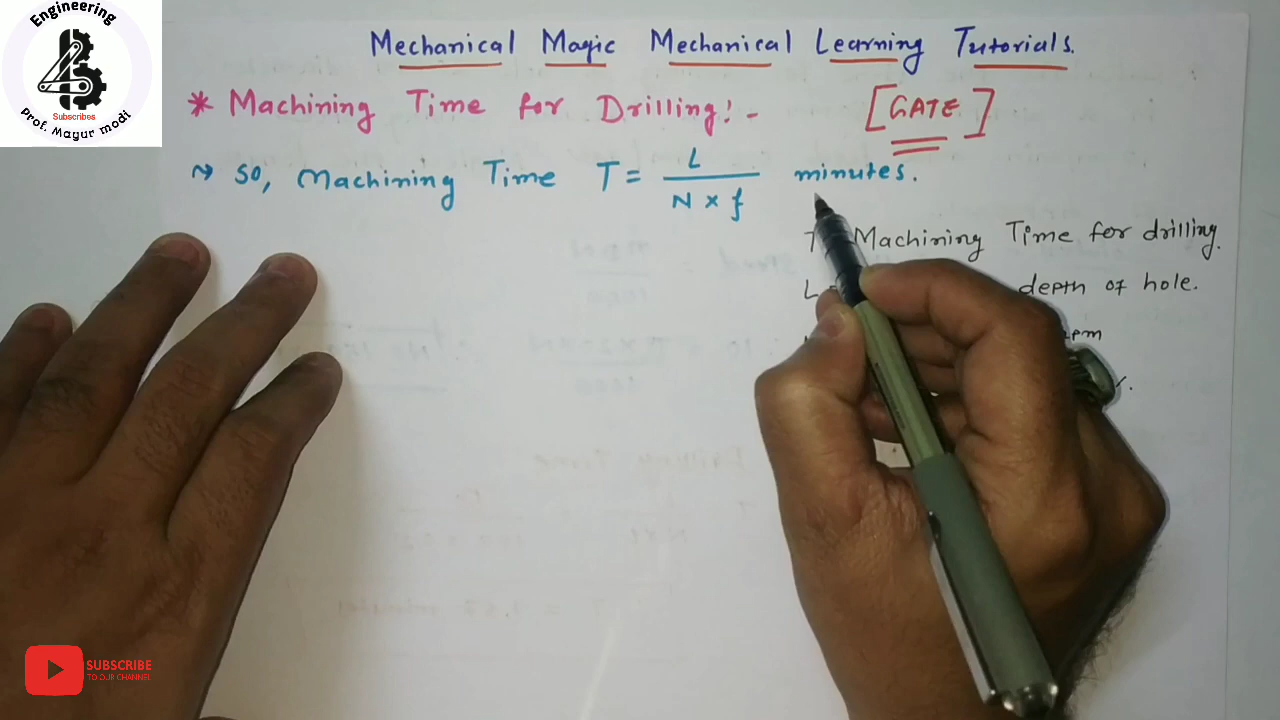 Engineering
Subscribes
Prof. Mayur modi
Mechanical Magic Mechanical Learning Tutorials.
* Machining Time for Drilling:-
[GATE]
→ So, Machining Time T = L / N × f minutes.
T Machining Time for drilling.
L depth of hole.
rpm
SUBSCRIBE
TO OUR CHANNEL